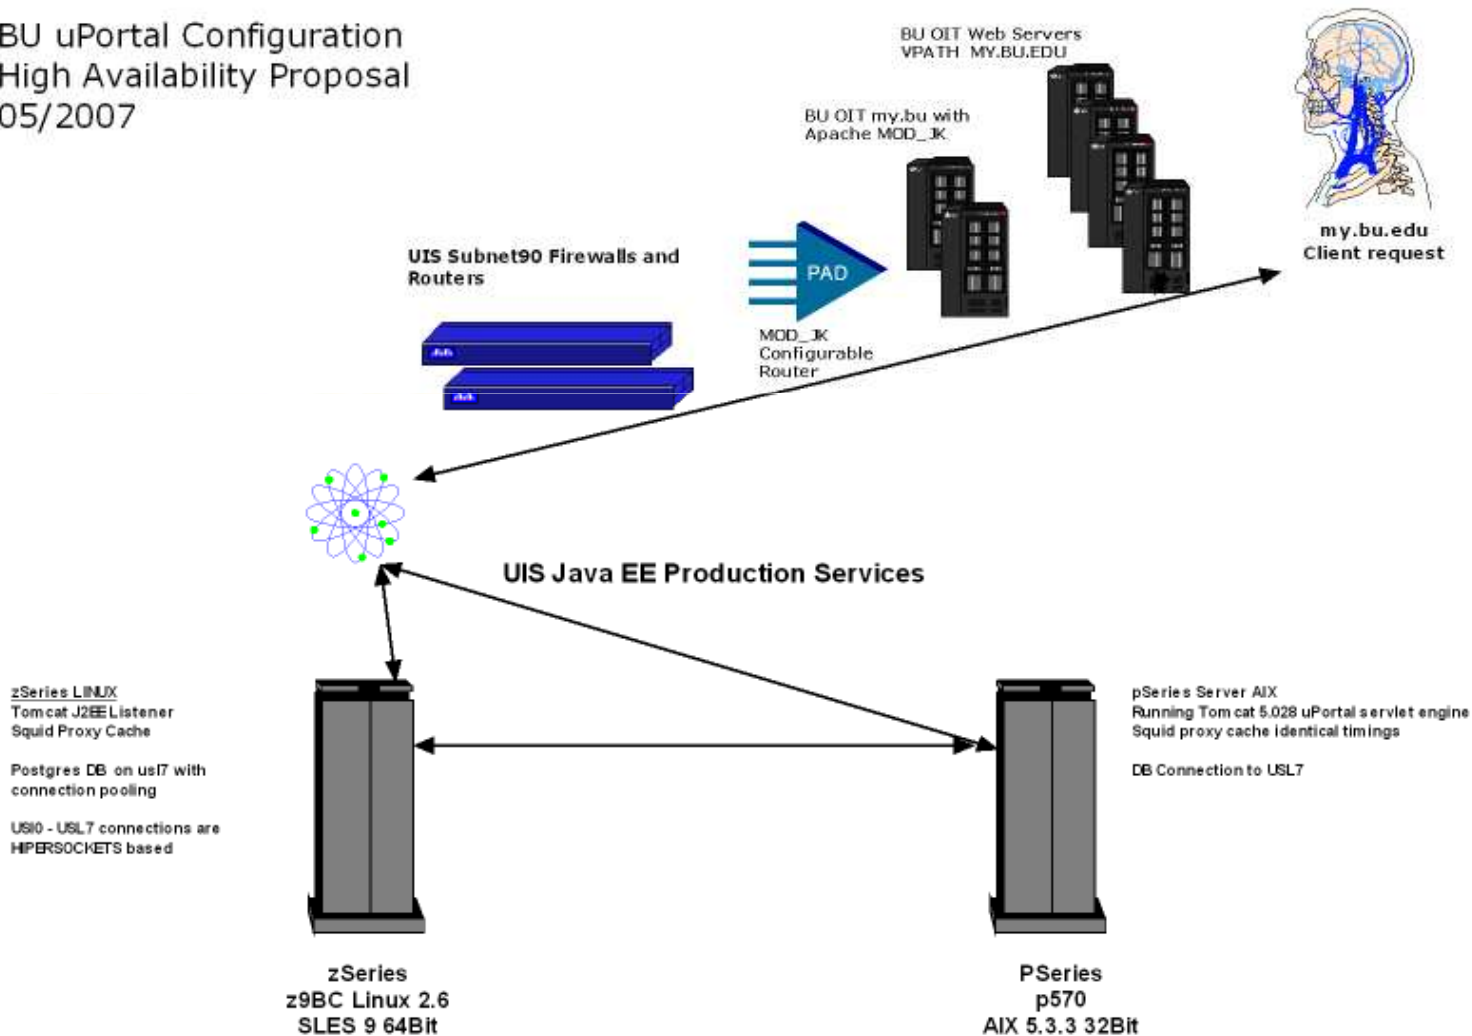 BU uPortal Configuration
High Availability Proposal
05/2007
BU OIT Web Servers
VPATH MY.BU.EDU
BU OIT my.bu with
Apache MOD_JK
my.bu.edu
Client request
UIS Subnet90 Firewalls and
Routers
PAD
MOD_JK
Configurable
Router
UIS Java EE Production Services
zSeries LINUX
Tomcat J2EE Listener
Squid Proxy Cache
Postgres DB on usl7 with
connection pooling
USl0 - USL7 connections are
HIPERSOCKETS based
pSeries Server AIX
Running Tomcat 5.028 uPortal servlet engine
Squid proxy cache identical timings
DB Connection to USL7
zSeries
z9BC Linux 2.6
SLES 9 64Bit
PSeries
p570
AIX 5.3.3 32Bit